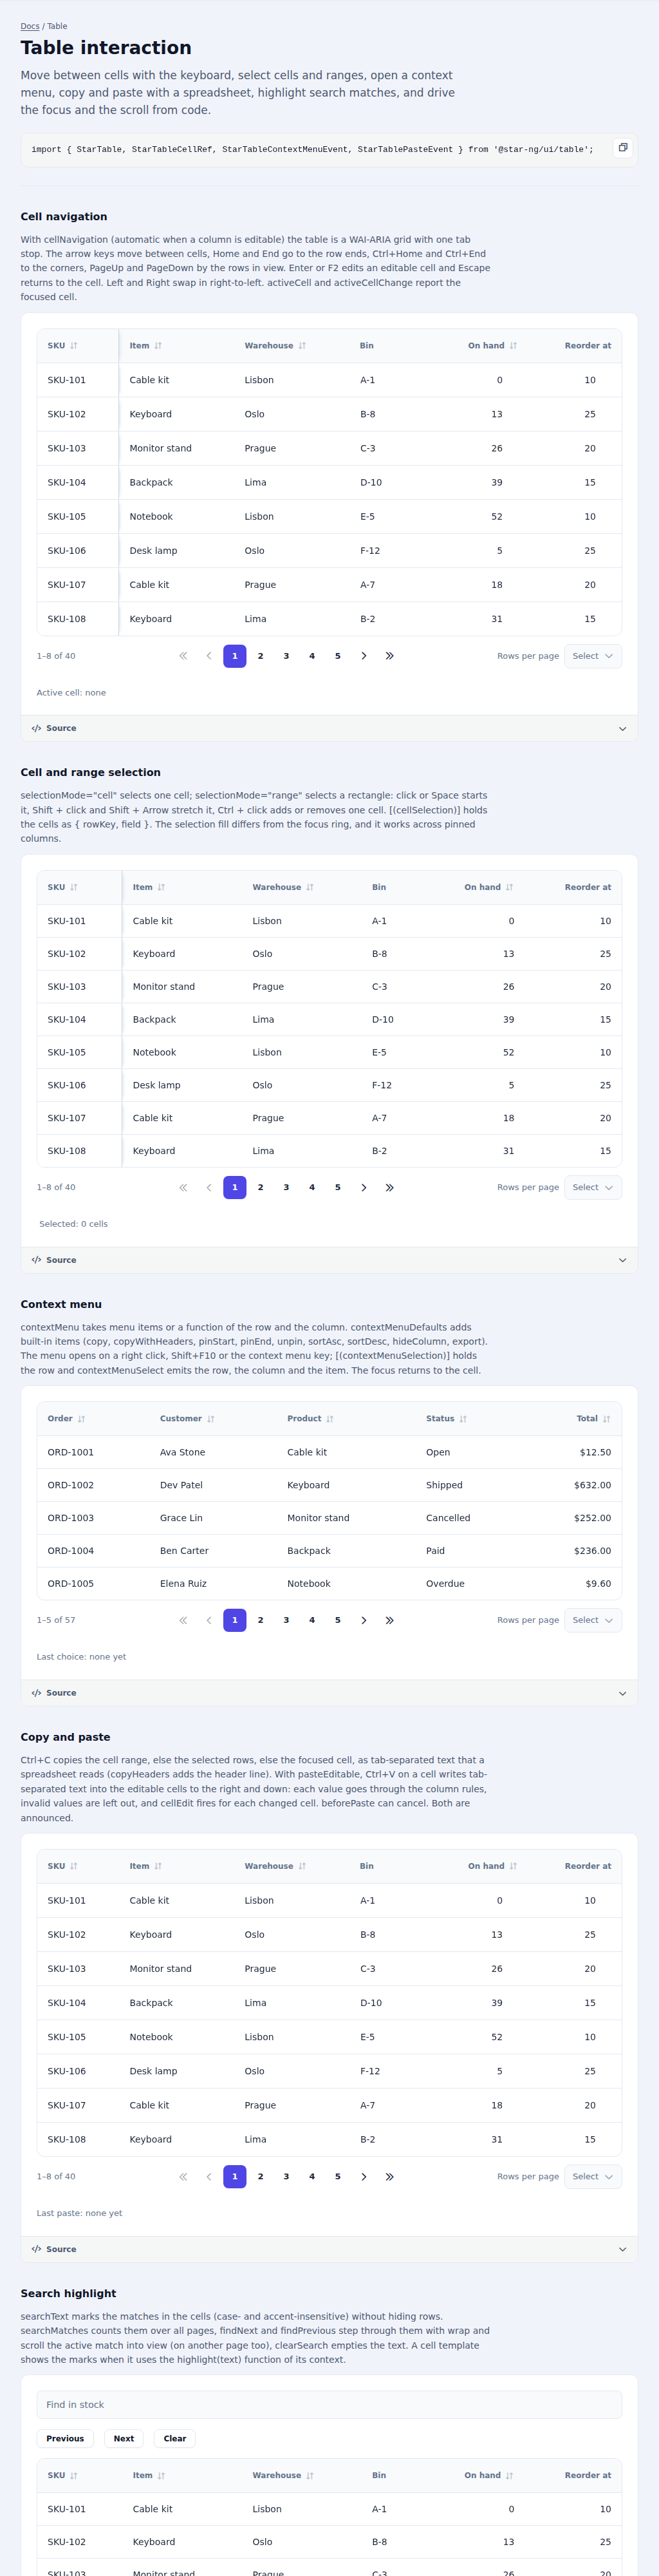 Docs / Table
Table interaction
Move between cells with the keyboard, select cells and ranges, open a context
menu, copy and paste with a spreadsheet, highlight search matches, and drive
the focus and the scroll from code.
import { StarTable, StarTableCellRef, StarTableContextMenuEvent, StarTablePasteEvent } from '@star-ng/ui/table';
Cell navigation
With cellNavigation (automatic when a column is editable) the table is a WAI-ARIA grid with one tab
stop. The arrow keys move between cells, Home and End go to the row ends, Ctrl+Home and Ctrl+End
to the corners, PageUp and PageDown by the rows in view. Enter or F2 edits an editable cell and Escape
returns to the cell. Left and Right swap in right-to-left. activeCell and activeCellChange report the
focused cell.
SKU Item Warehouse Bin On hand Reorder at
SKU-101 Cable kit Lisbon A-1 0 10
SKU-102 Keyboard Oslo B-8 13 25
SKU-103 Monitor stand Prague C-3 26 20
SKU-104 Backpack Lima D-10 39 15
SKU-105 Notebook Lisbon E-5 52 10
SKU-106 Desk lamp Oslo F-12 5 25
SKU-107 Cable kit Prague A-7 18 20
SKU-108 Keyboard Lima B-2 31 15
1–8 of 40 1 2 3 4 5 Rows per page Select
Active cell: none
Source
Cell and range selection
selectionMode="cell" selects one cell; selectionMode="range" selects a rectangle: click or Space starts
it, Shift + click and Shift + Arrow stretch it, Ctrl + click adds or removes one cell. [(cellSelection)] holds
the cells as { rowKey, field }. The selection fill differs from the focus ring, and it works across pinned
columns.
SKU Item Warehouse Bin On hand Reorder at
SKU-101 Cable kit Lisbon A-1 0 10
SKU-102 Keyboard Oslo B-8 13 25
SKU-103 Monitor stand Prague C-3 26 20
SKU-104 Backpack Lima D-10 39 15
SKU-105 Notebook Lisbon E-5 52 10
SKU-106 Desk lamp Oslo F-12 5 25
SKU-107 Cable kit Prague A-7 18 20
SKU-108 Keyboard Lima B-2 31 15
1–8 of 40 1 2 3 4 5 Rows per page Select
Selected: 0 cells
Source
Context menu
contextMenu takes menu items or a function of the row and the column. contextMenuDefaults adds
built-in items (copy, copyWithHeaders, pinStart, pinEnd, unpin, sortAsc, sortDesc, hideColumn, export).
The menu opens on a right click, Shift+F10 or the context menu key; [(contextMenuSelection)] holds
the row and contextMenuSelect emits the row, the column and the item. The focus returns to the cell.
Order Customer Product Status Total
ORD-1001 Ava Stone Cable kit Open $12.50
ORD-1002 Dev Patel Keyboard Shipped $632.00
ORD-1003 Grace Lin Monitor stand Cancelled $252.00
ORD-1004 Ben Carter Backpack Paid $236.00
ORD-1005 Elena Ruiz Notebook Overdue $9.60
1–5 of 57 1 2 3 4 5 Rows per page Select
Last choice: none yet
Source
Copy and paste
Ctrl+C copies the cell range, else the selected rows, else the focused cell, as tab-separated text that a
spreadsheet reads (copyHeaders adds the header line). With pasteEditable, Ctrl+V on a cell writes tab-
separated text into the editable cells to the right and down: each value goes through the column rules,
invalid values are left out, and cellEdit fires for each changed cell. beforePaste can cancel. Both are
announced.
SKU Item Warehouse Bin On hand Reorder at
SKU-101 Cable kit Lisbon A-1 0 10
SKU-102 Keyboard Oslo B-8 13 25
SKU-103 Monitor stand Prague C-3 26 20
SKU-104 Backpack Lima D-10 39 15
SKU-105 Notebook Lisbon E-5 52 10
SKU-106 Desk lamp Oslo F-12 5 25
SKU-107 Cable kit Prague A-7 18 20
SKU-108 Keyboard Lima B-2 31 15
1–8 of 40 1 2 3 4 5 Rows per page Select
Last paste: none yet
Source
Search highlight
searchText marks the matches in the cells (case- and accent-insensitive) without hiding rows.
searchMatches counts them over all pages, findNext and findPrevious step through them with wrap and
scroll the active match into view (on another page too), clearSearch empties the text. A cell template
shows the marks when it uses the highlight(text) function of its context.
Find in stock
Previous Next Clear
SKU Item Warehouse Bin On hand Reorder at
SKU-101 Cable kit Lisbon A-1 0 10
SKU-102 Keyboard Oslo B-8 13 25
SKU-103 Monitor stand Prague C-3 26 20